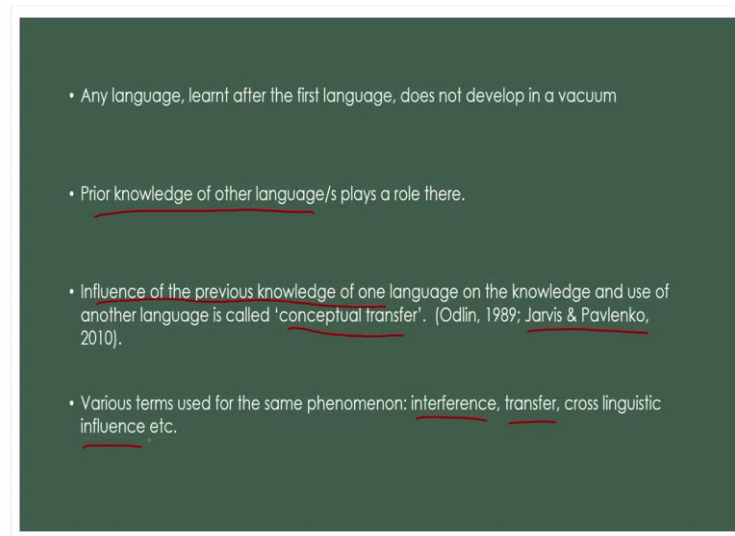 • Any language, learnt after the first language, does not develop in a vacuum
• Prior knowledge of other language/s plays a role there.
• Influence of the previous knowledge of one language on the knowledge and use of
another language is called ‘conceptual transfer’. (Odlin, 1989; Jarvis & Pavlenko,
2010).
• Various terms used for the same phenomenon: interference, transfer, cross linguistic
influence etc.